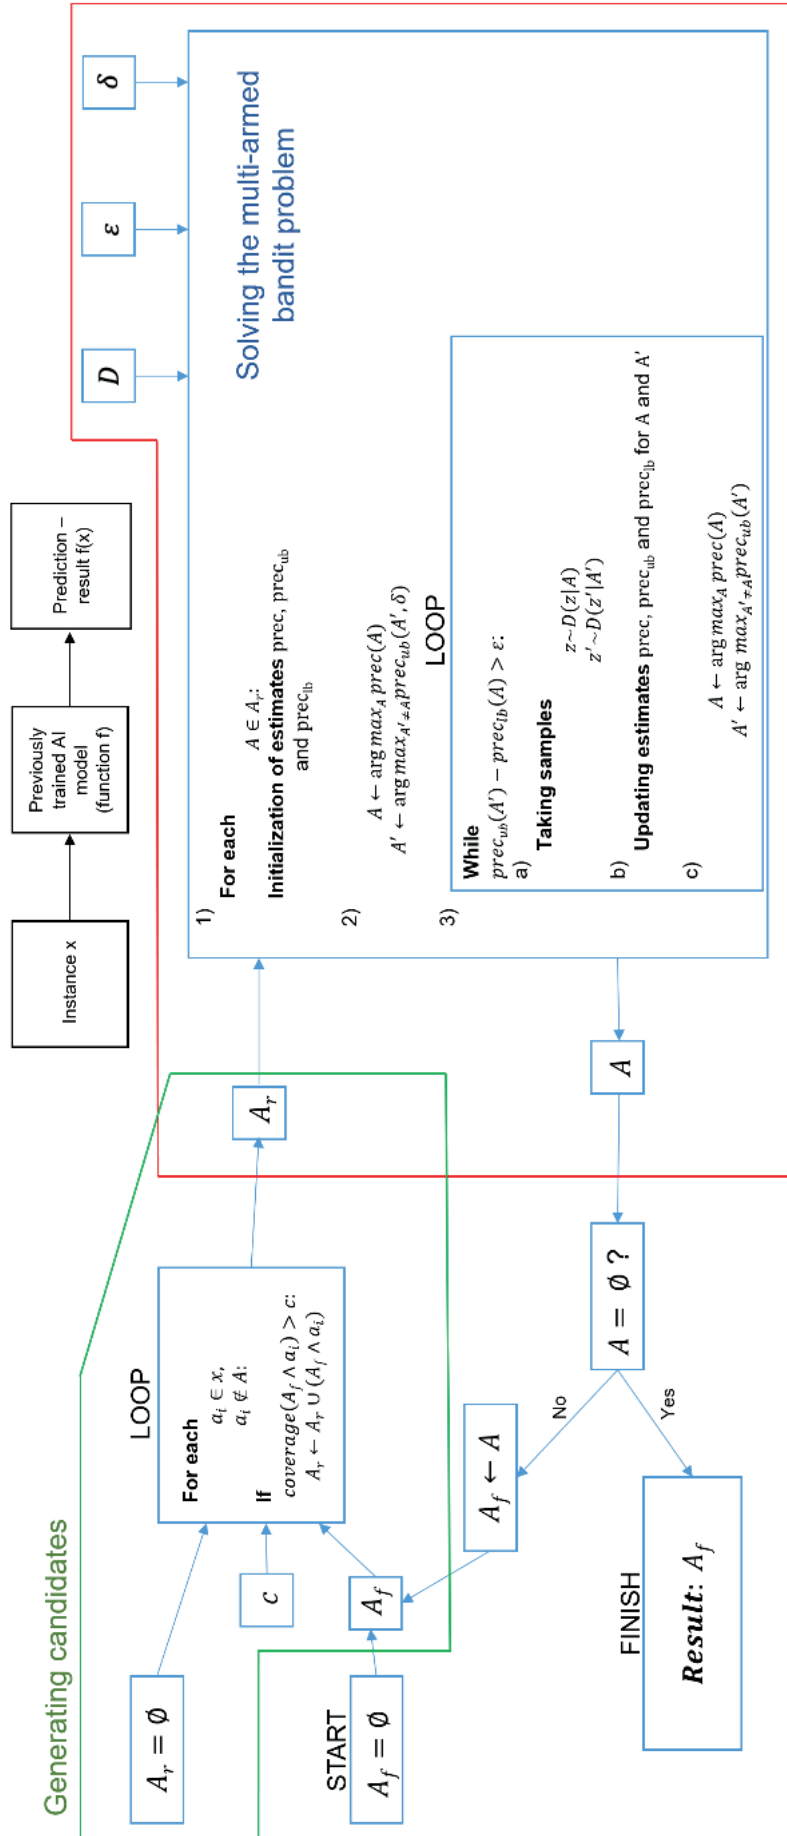 Instance x
Previously
trained AI
model
(function f)
Prediction –
result f(x)
Generating candidates
A_r = ∅
START
A_f = ∅
c
A_f
LOOP
For each
a_i ∈ x,
a_i ∉ A:
If
coverage(A_f ∧ a_i) > c:
A_r ← A_r ∪ (A_f ∧ a_i)
A_r
D
ε
δ
Solving the multi-armed
bandit problem
1)
For each
A ∈ A_r:
Initialization of estimates prec, prec_ub
and prec_lb
2)
A ← arg max_A prec(A)
A′ ← arg max_{A′≠A} prec_ub(A′, δ)
3)
LOOP
While
prec_ub(A′) − prec_lb(A) > ε:
a)
Taking samples
z~D(z|A)
z′~D(z′|A′)
b)
Updating estimates prec, prec_ub and prec_lb for A and A′
c)
A ← arg max_A prec(A)
A′ ← arg max_{A′≠A} prec_ub(A′)
A
A = ∅ ?
No
Yes
A_f ← A
FINISH
Result: A_f